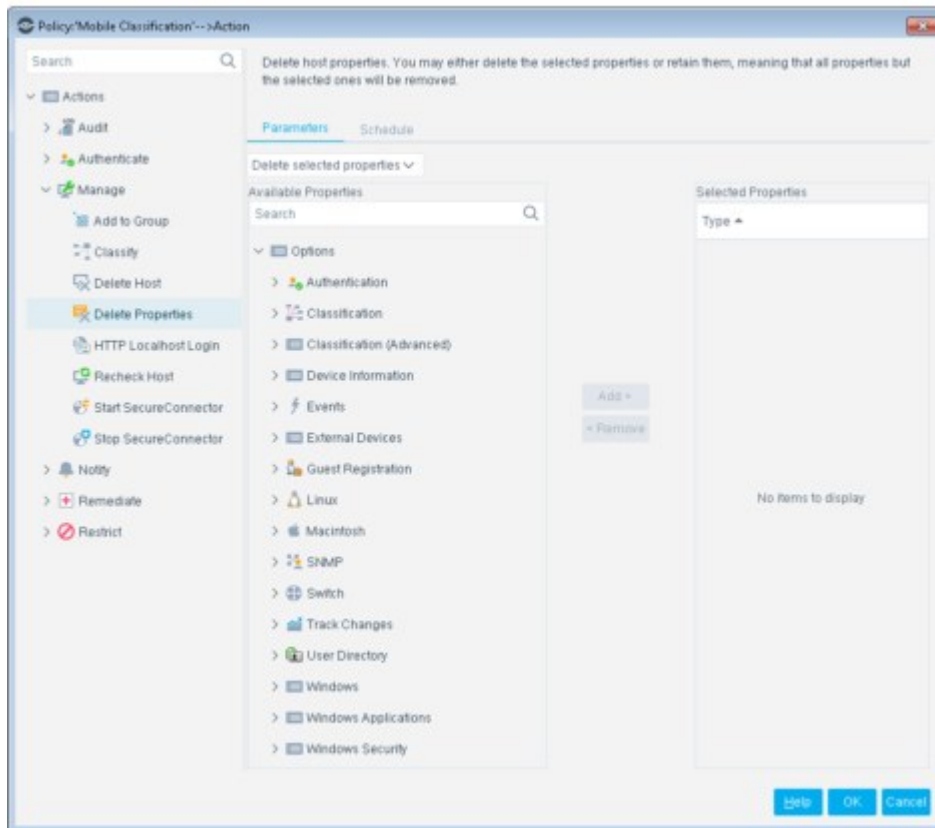 Policy:'Mobile Classification'-->Action
Search
Actions
Audit
Authenticate
Manage
Add to Group
Classify
Delete Host
Delete Properties
HTTP Localhost Login
Recheck Host
Start SecureConnector
Stop SecureConnector
Notify
Remediate
Restrict
Delete host properties. You may either delete the selected properties or retain them, meaning that all properties but
the selected ones will be removed.
Parameters Schedule
Delete selected properties
Available Properties
Search
Options
Authentication
Classification
Classification (Advanced)
Device Information
Events
External Devices
Guest Registration
Linux
Macintosh
SNMP
Switch
Track Changes
User Directory
Windows
Windows Applications
Windows Security
Add
Remove
Selected Properties
Type
No items to display
Help OK Cancel